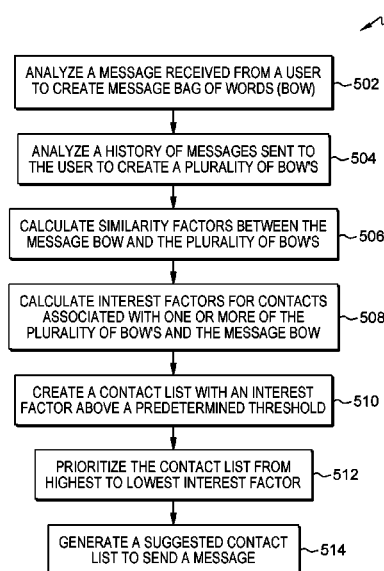 ANALYZE A MESSAGE RECEIVED FROM A USER
TO CREATE MESSAGE BAG OF WORDS (BOW)
502
ANALYZE A HISTORY OF MESSAGES SENT TO
THE USER TO CREATE A PLURALITY OF BOW'S
504
CALCULATE SIMILARITY FACTORS BETWEEN THE
MESSAGE BOW AND THE PLURALITY OF BOW'S
506
CALCULATE INTEREST FACTORS FOR CONTACTS
ASSOCIATED WITH ONE OR MORE OF THE
PLURALITY OF BOW'S AND THE MESSAGE BOW
508
CREATE A CONTACT LIST WITH AN INTEREST
FACTOR ABOVE A PREDETERMINED THRESHOLD
510
PRIORITIZE THE CONTACT LIST FROM
HIGHEST TO LOWEST INTEREST FACTOR
512
GENERATE A SUGGESTED CONTACT
LIST TO SEND A MESSAGE
514